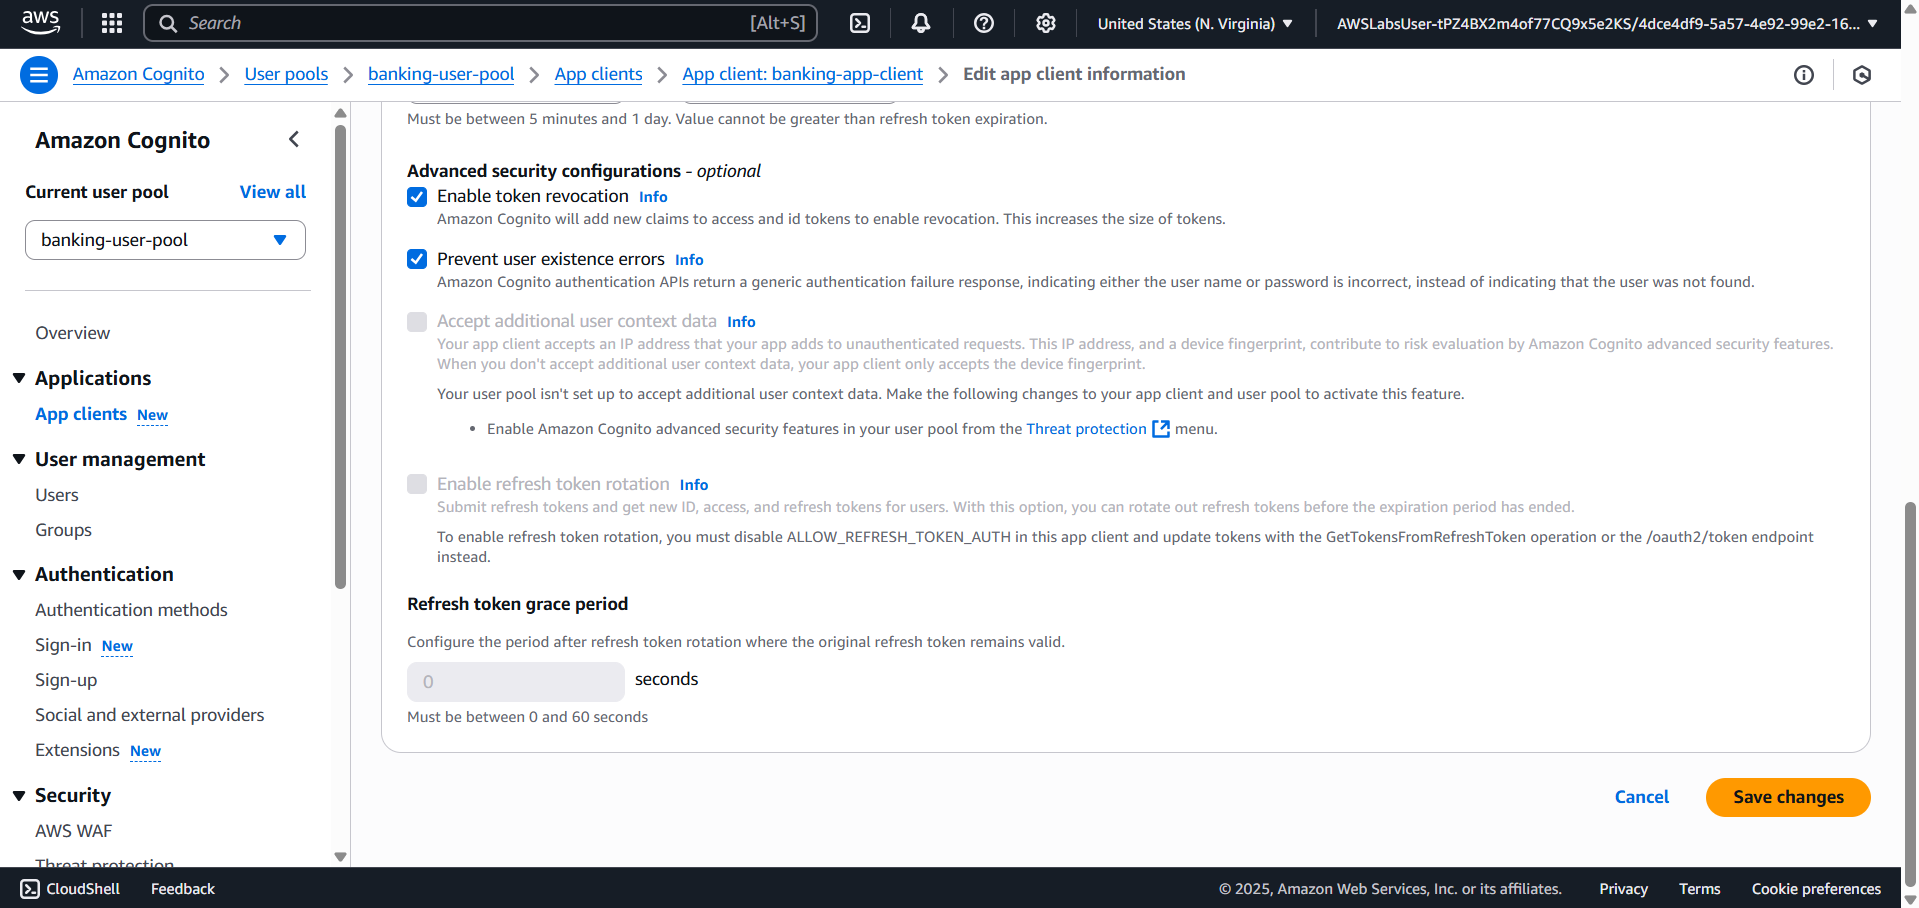 aws
Search [Alt+S]
United States (N. Virginia)
AWSLabsUser-tPZ4BX2m4of77CQ9x5e2KS/4dce4df9-5a57-4e92-99e2-16...
Amazon Cognito
User pools
banking-user-pool
App clients
App client: banking-app-client
Edit app client information
Amazon Cognito
Current user pool
View all
banking-user-pool
Overview
Applications
App clients New
User management
Users
Groups
Authentication
Authentication methods
Sign-in New
Sign-up
Social and external providers
Extensions New
Security
AWS WAF
Threat protection
Must be between 5 minutes and 1 day. Value cannot be greater than refresh token expiration.
Advanced security configurations - optional
Enable token revocation Info
Amazon Cognito will add new claims to access and id tokens to enable revocation. This increases the size of tokens.
Prevent user existence errors Info
Amazon Cognito authentication APIs return a generic authentication failure response, indicating either the user name or password is incorrect, instead of indicating that the user was not found.
Accept additional user context data Info
Your app client accepts an IP address that your app adds to unauthenticated requests. This IP address, and a device fingerprint, contribute to risk evaluation by Amazon Cognito advanced security features.
When you don't accept additional user context data, your app client only accepts the device fingerprint.
Your user pool isn't set up to accept additional user context data. Make the following changes to your app client and user pool to activate this feature.
• Enable Amazon Cognito advanced security features in your user pool from the Threat protection menu.
Enable refresh token rotation Info
Submit refresh tokens and get new ID, access, and refresh tokens for users. With this option, you can rotate out refresh tokens before the expiration period has ended.
To enable refresh token rotation, you must disable ALLOW_REFRESH_TOKEN_AUTH in this app client and update tokens with the GetTokensFromRefreshToken operation or the /oauth2/token endpoint
instead.
Refresh token grace period
Configure the period after refresh token rotation where the original refresh token remains valid.
0 seconds
Must be between 0 and 60 seconds
Cancel
Save changes
CloudShell
Feedback
© 2025, Amazon Web Services, Inc. or its affiliates.
Privacy
Terms
Cookie preferences